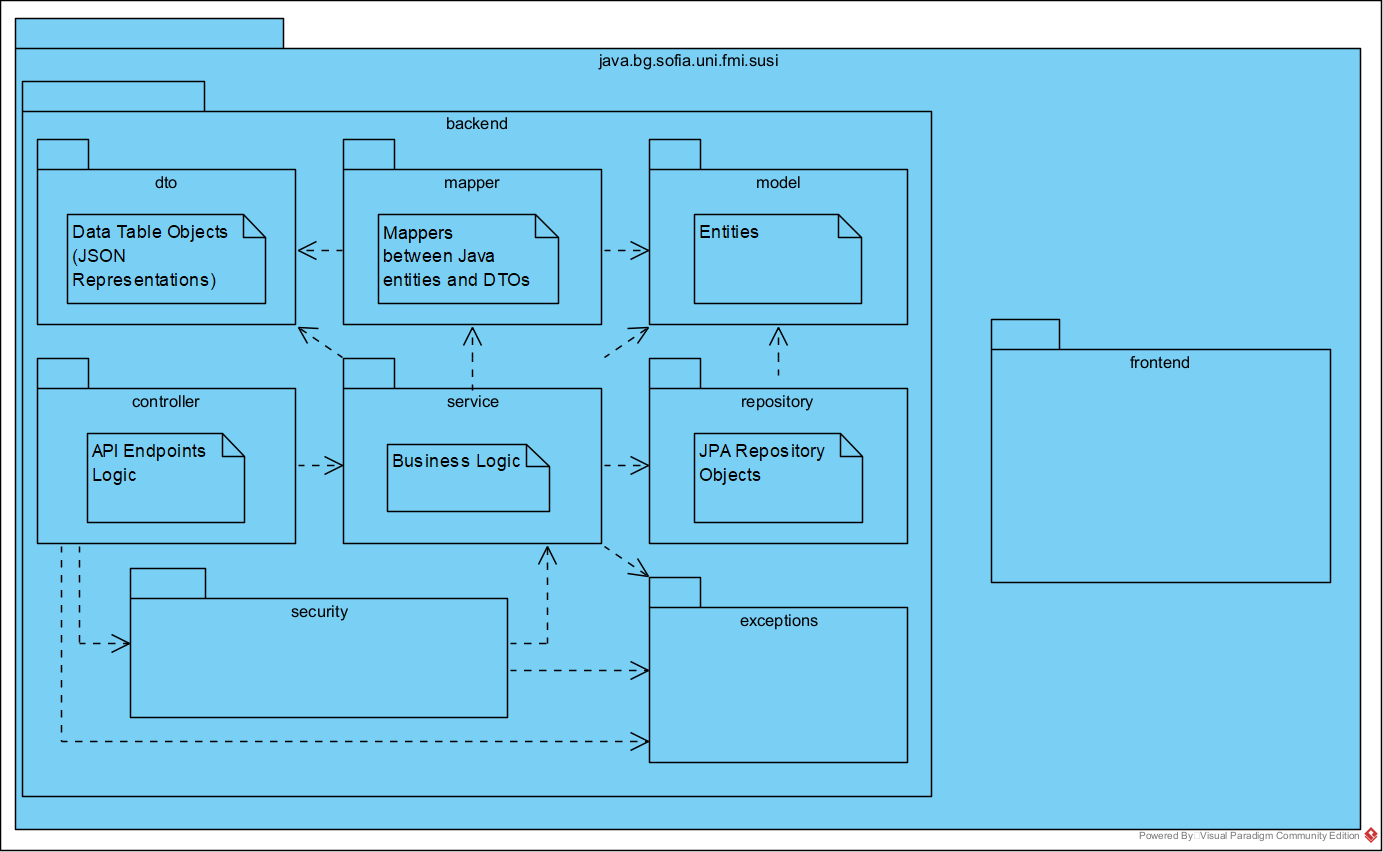 java.bg.sofia.uni.fmi.susi
backend
dto
mapper
model
Data Table Objects
(JSON
Representations)
Mappers
between Java
entities and DTOs
Entities
controller
service
repository
API Endpoints
Logic
Business Logic
JPA Repository
Objects
security
exceptions
frontend
Powered By Visual Paradigm Community Edition